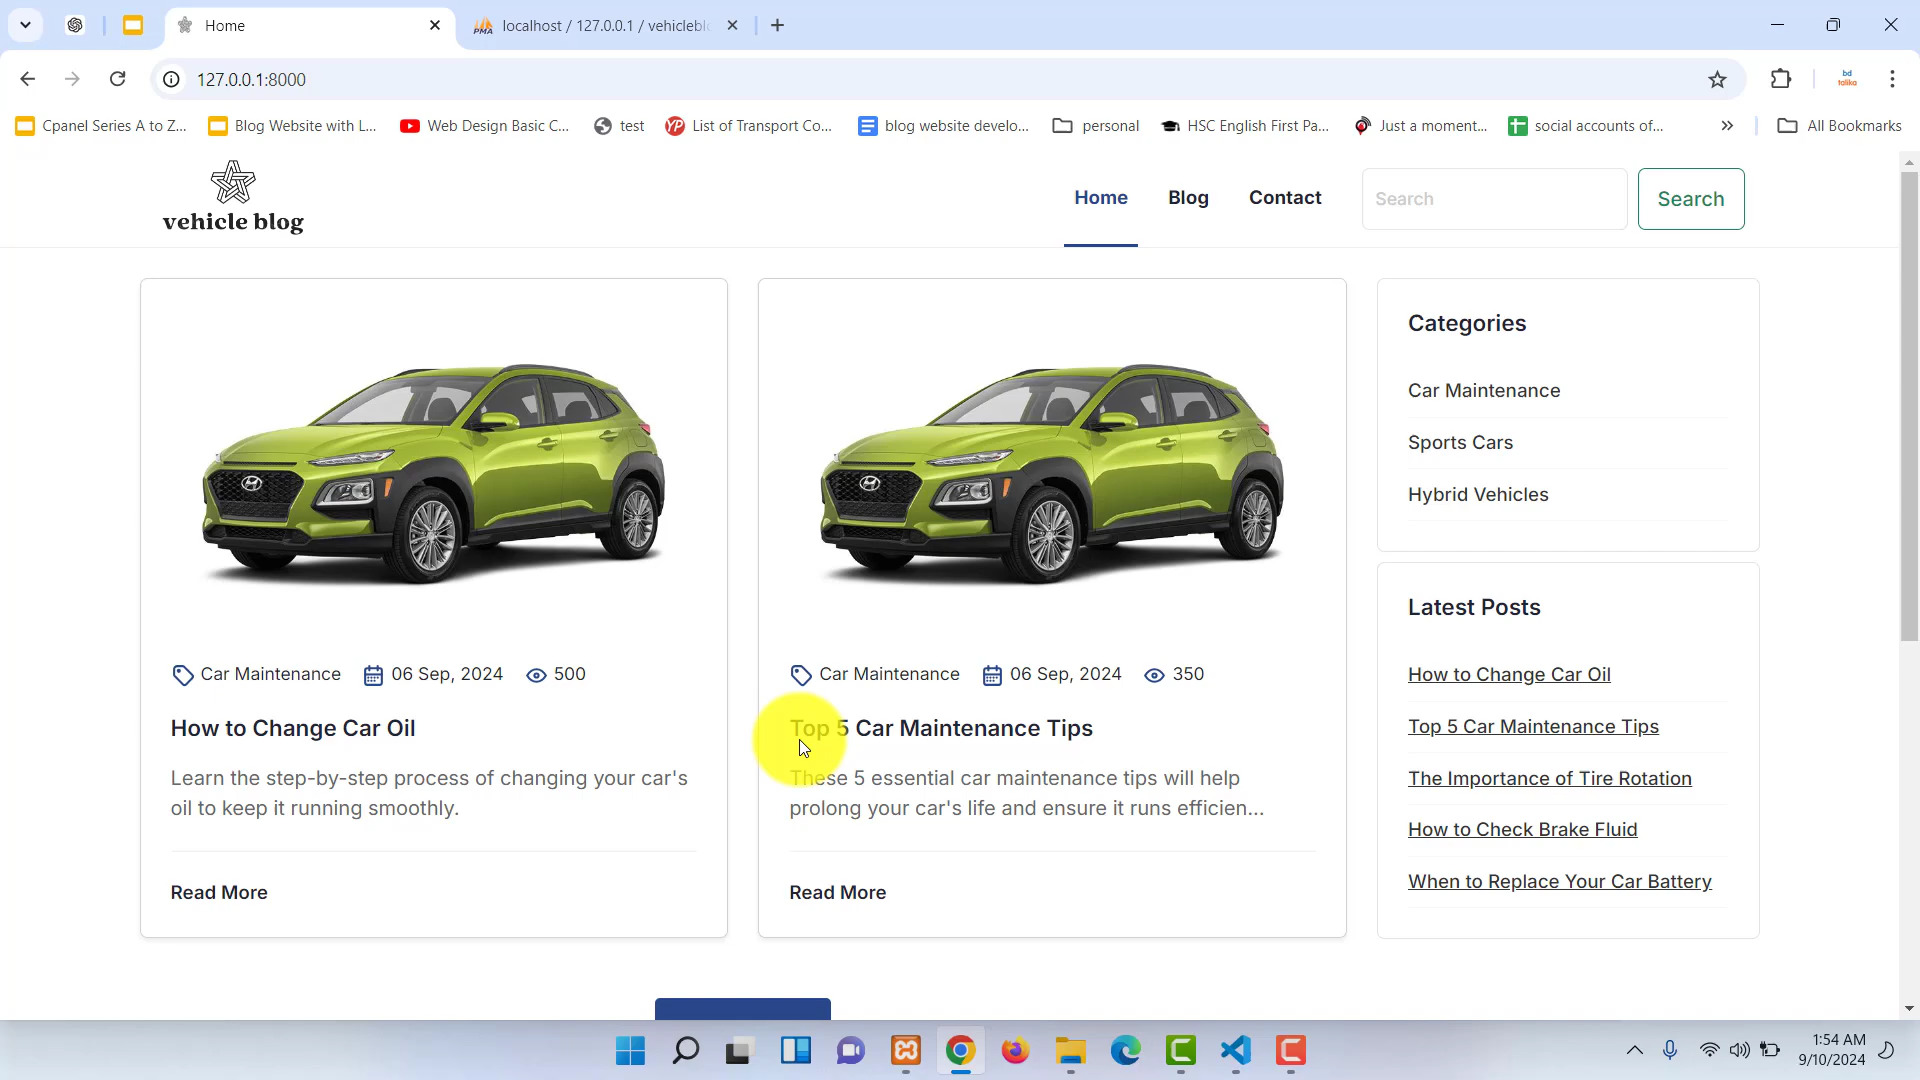 Home
PMA
localhost / 127.0.0.1 / vehicleblo
127.0.0.1:8000
bd
tolika
Cpanel Series A to Z...
Blog Website with L...
Web Design Basic C...
test
List of Transport Co...
blog website develo...
personal
HSC English First Pa...
Just a moment...
social accounts of...
All Bookmarks
vehicle blog
Home
Blog
Contact
Search
Search
Car Maintenance
06 Sep, 2024
500
How to Change Car Oil
Learn the step-by-step process of changing your car's
oil to keep it running smoothly.
Read More
Car Maintenance
06 Sep, 2024
350
Top 5 Car Maintenance Tips
These 5 essential car maintenance tips will help
prolong your car's life and ensure it runs efficien...
Read More
Categories
Car Maintenance
Sports Cars
Hybrid Vehicles
Latest Posts
How to Change Car Oil
Top 5 Car Maintenance Tips
The Importance of Tire Rotation
How to Check Brake Fluid
When to Replace Your Car Battery
1:54 AM
9/10/2024